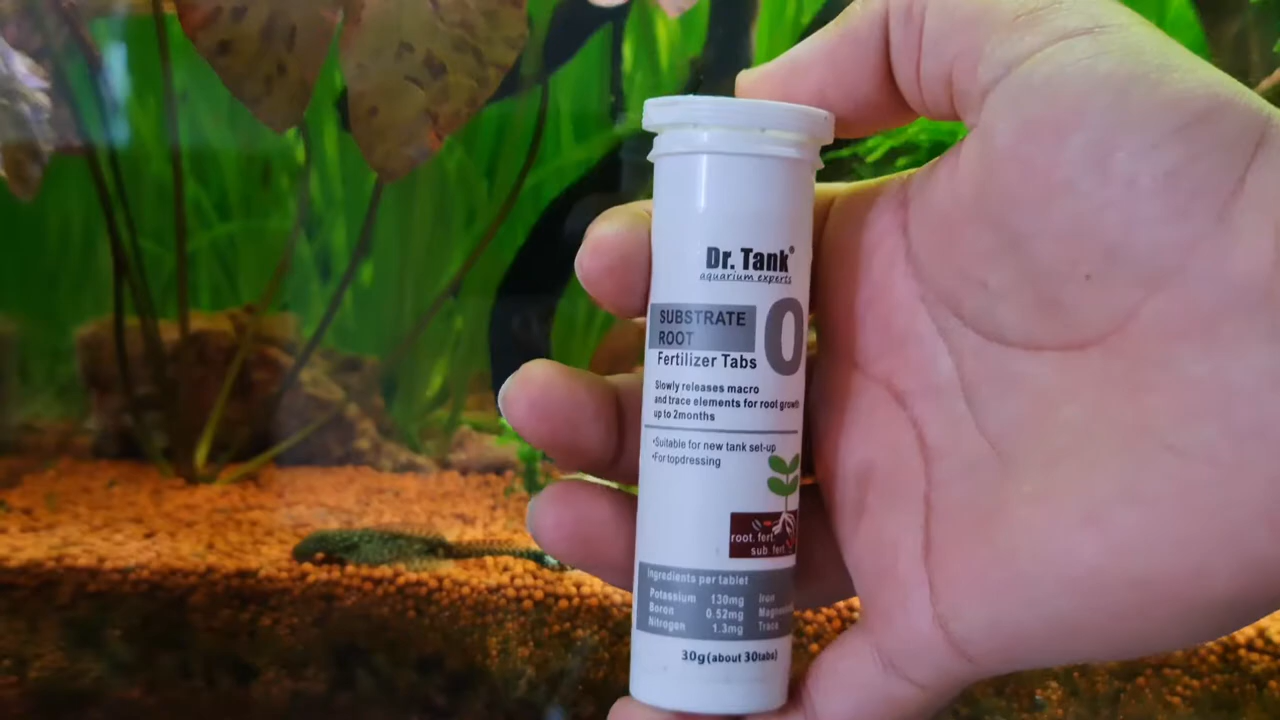 Dr. Tank®
aquarium experts
SUBSTRATE
ROOT
0
Fertilizer Tabs
Slowly releases macro
and trace elements for root growth
up to 2months
•Suitable for new tank set-up
•For topdressing
root. fert.
sub. fert.
Ingredients per tablet
Potassium 130mg Iron
Boron 0.52mg
Nitrogen 1.3mg Trace
30g(about 30tabs)